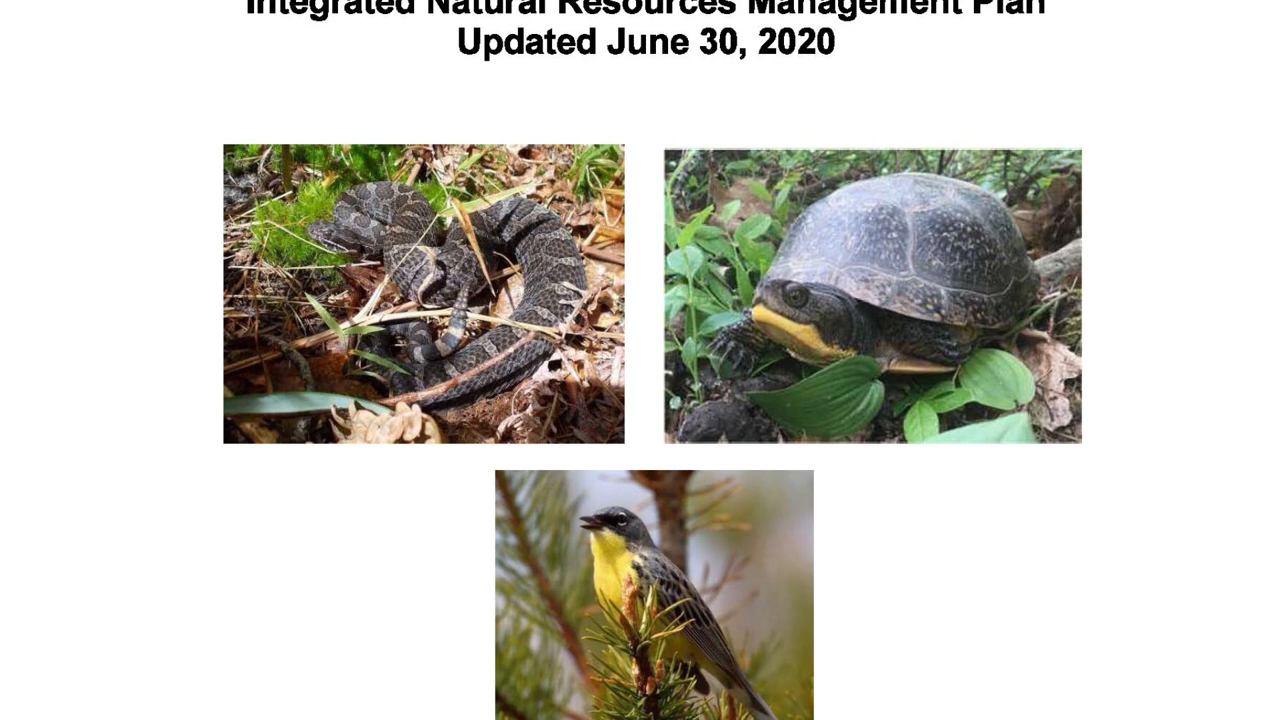 Integrated Natural Resources Management Plan
Updated June 30, 2020